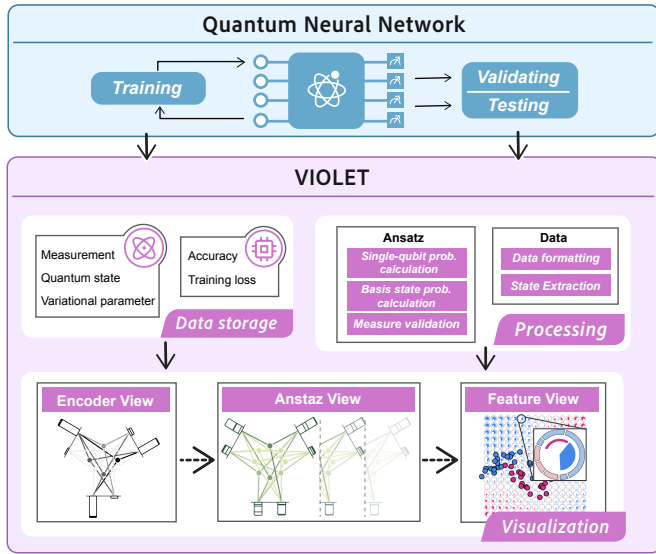 Quantum Neural Network
Training
Validating
Testing
VIOLET
Measurement
Quantum state
Variational parameter
Accuracy
Training loss
Data storage
Ansatz
Single-qubit prob.
calculation
Basis state prob.
calculation
Measure validation
Data
Data formatting
State Extraction
Processing
Encoder View
Anstaz View
Feature View
Visualization